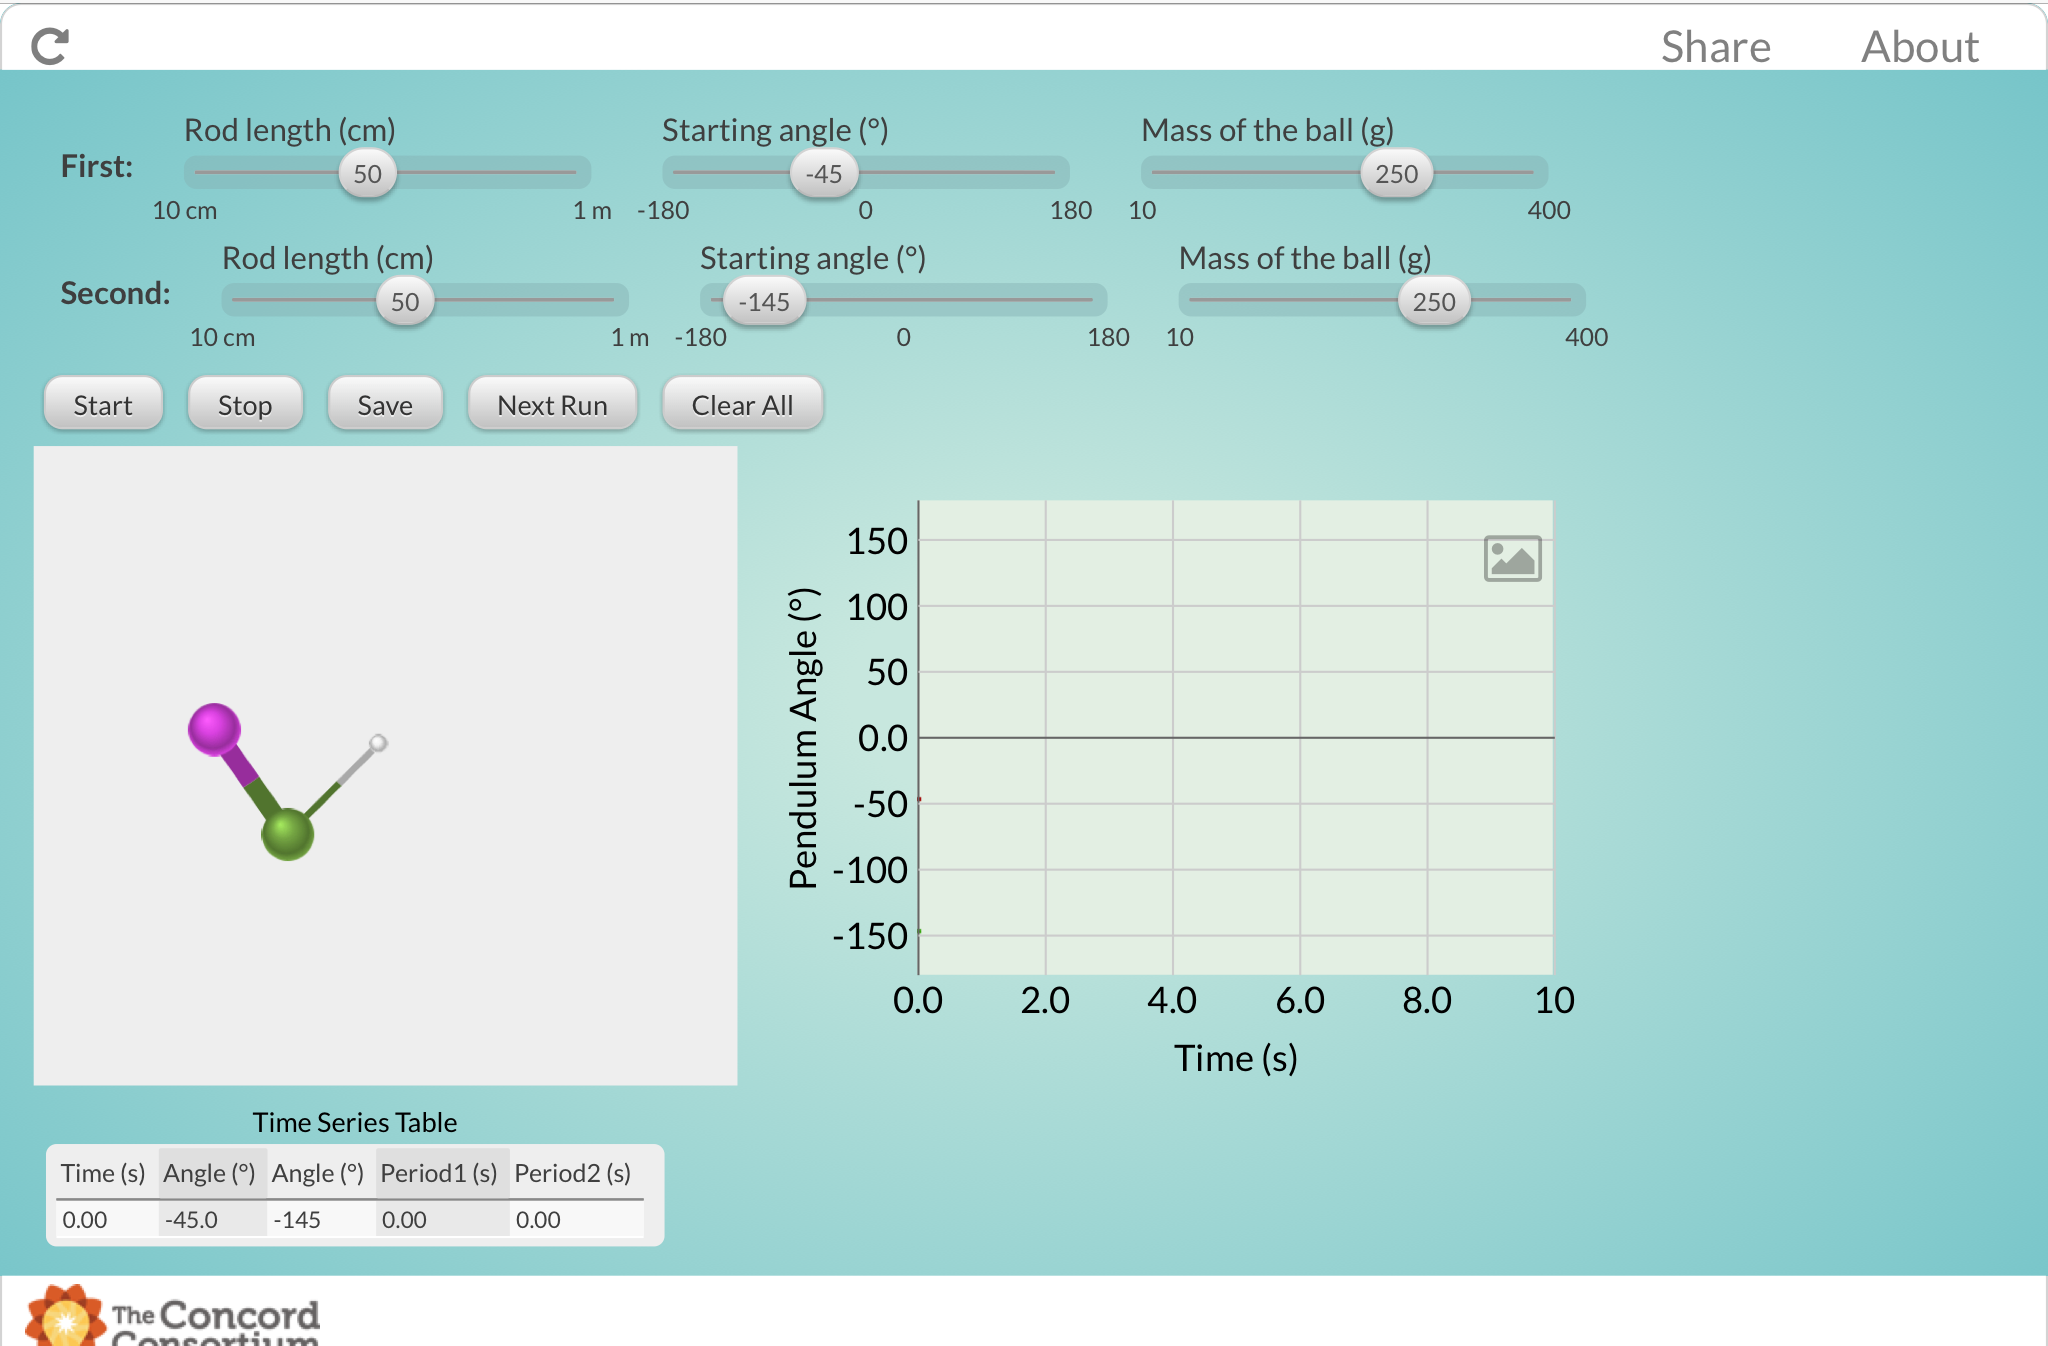 Share About
Rod length (cm) Starting angle (°) Mass of the ball (g)
First: 50 -45 250
10 cm 1 m -180 0 180 10 400
Rod length (cm) Starting angle (°) Mass of the ball (g)
Second: 50 -145 250
10 cm 1 m -180 0 180 10 400
Start Stop Save Next Run Clear All
Pendulum Angle (°)
150
100
50
0.0
-50
-100
-150
0.0 2.0 4.0 6.0 8.0 10
Time (s)
Time Series Table
Time (s) Angle (°) Angle (°) Period1 (s) Period2 (s)
0.00 -45.0 -145 0.00 0.00
The Concord
Consortium